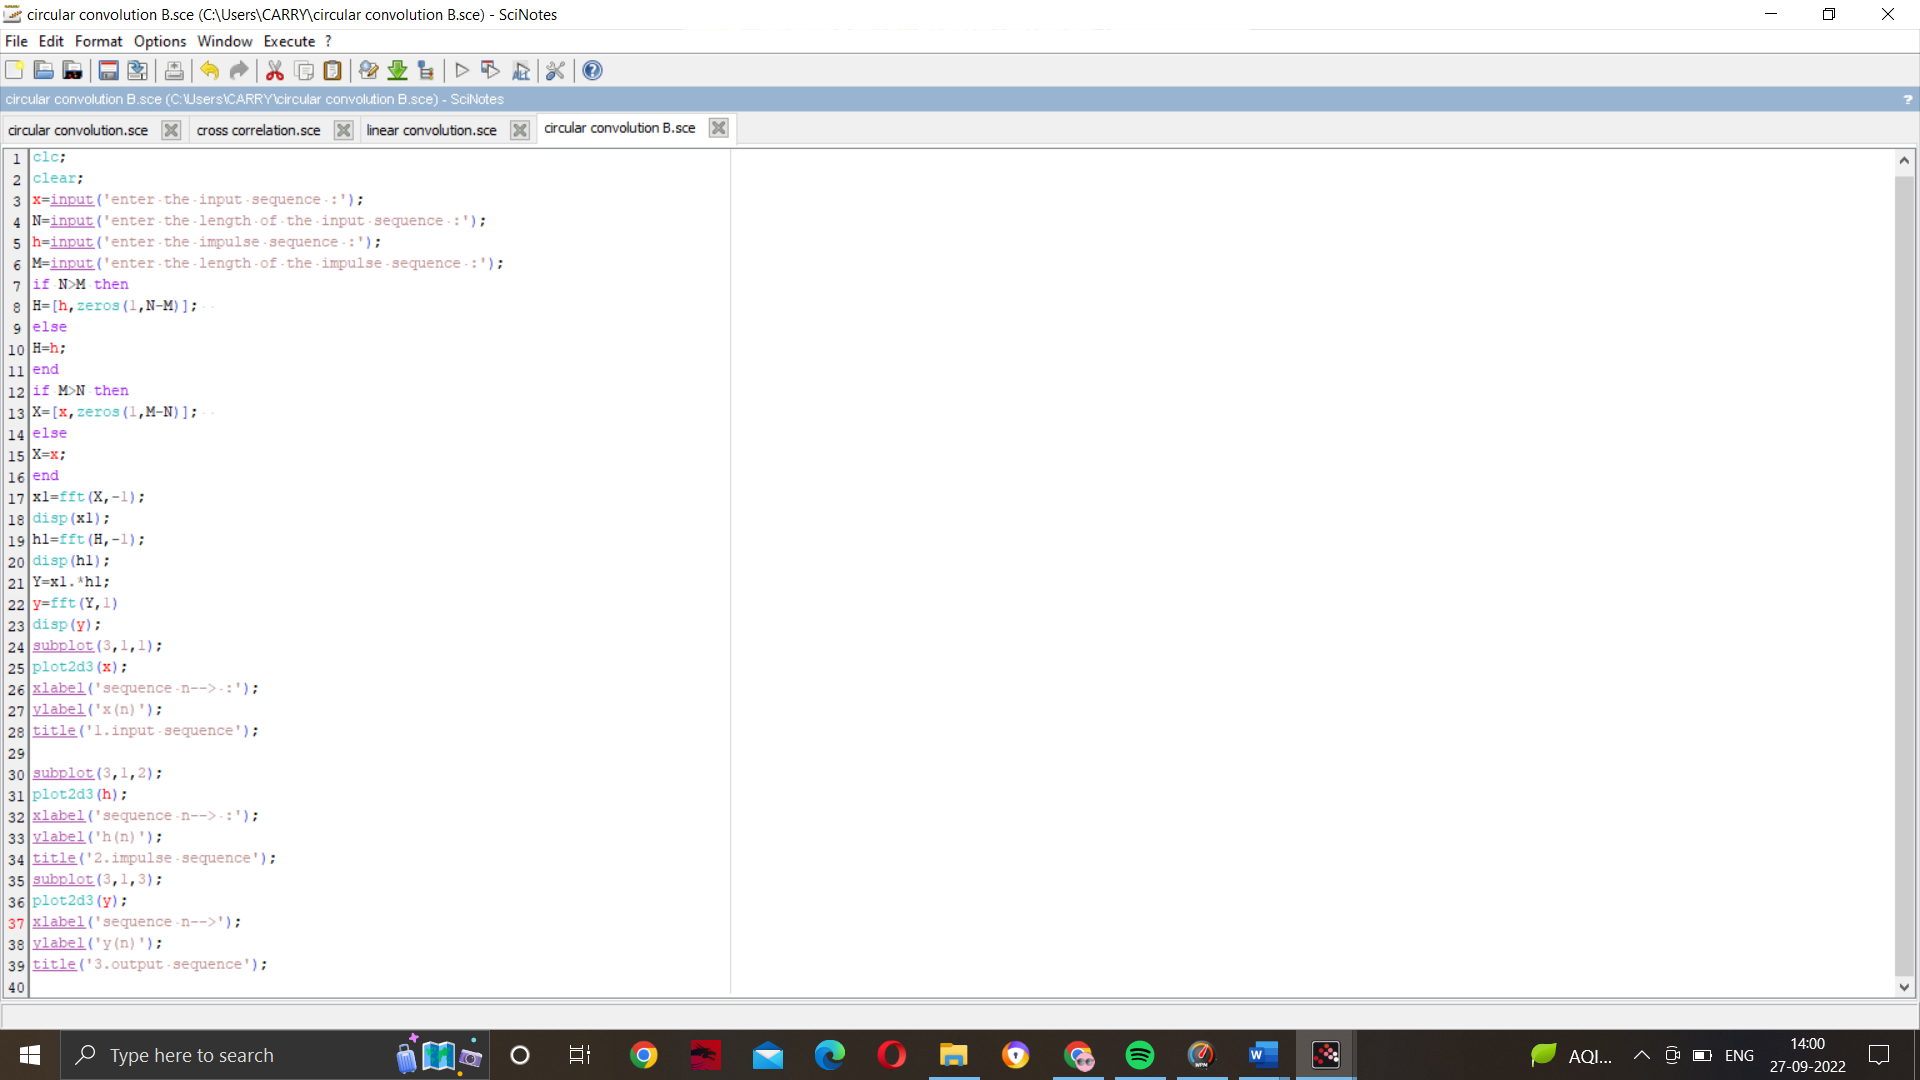 circular convolution B.sce (C:\Users\CARRY\circular convolution B.sce) - SciNotes
File Edit Format Options Window Execute ?
circular convolution B.sce (C:\Users\CARRY\circular convolution B.sce) - SciNotes
?
circular convolution.sce cross correlation.sce linear convolution.sce circular convolution B.sce
1 clc;
2 clear;
3 x=input('enter the input sequence :');
4 N=input('enter the length of the input sequence :');
5 h=input('enter the impulse sequence :');
6 M=input('enter the length of the impulse sequence :');
7 if N>M then
8 H=[h,zeros(1,N-M)];
9 else
10 H=h;
11 end
12 if M>N then
13 X=[x,zeros(1,M-N)];
14 else
15 X=x;
16 end
17 x1=fft(X,-1);
18 disp(x1);
19 h1=fft(H,-1);
20 disp(h1);
21 Y=x1.*h1;
22 y=fft(Y,1)
23 disp(y);
24 subplot(3,1,1);
25 plot2d3(x);
26 xlabel('sequence n--> :');
27 ylabel('x(n)');
28 title('1.input sequence');
29
30 subplot(3,1,2);
31 plot2d3(h);
32 xlabel('sequence n--> :');
33 ylabel('h(n)');
34 title('2.impulse sequence');
35 subplot(3,1,3);
36 plot2d3(y);
37 xlabel('sequence n-->');
38 ylabel('y(n)');
39 title('3.output sequence');
40
Type here to search
AQI... ENG
14:00
27-09-2022